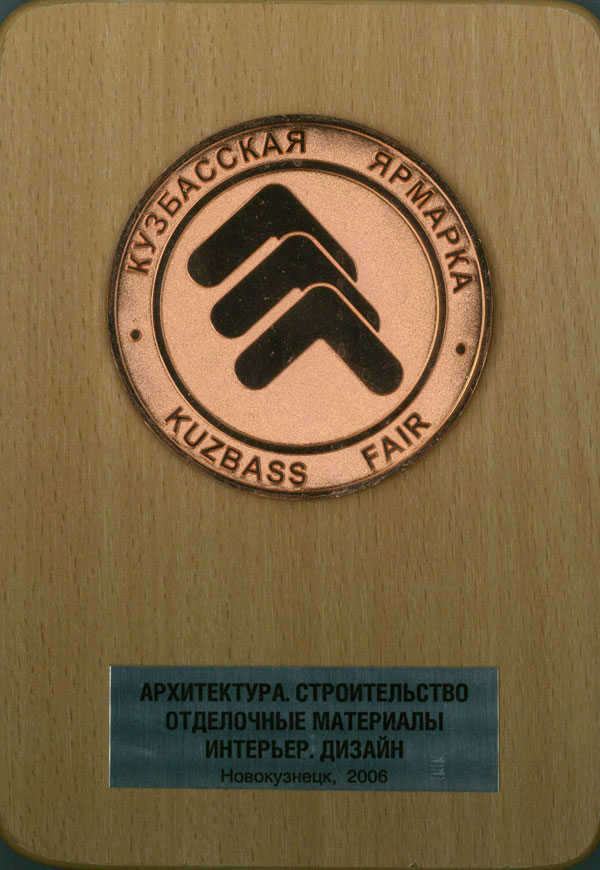 КУЗБАССКАЯ ЯРМАРКА
KUZBASS FAIR
АРХИТЕКТУРА. СТРОИТЕЛЬСТВО
ОТДЕЛОЧНЫЕ МАТЕРИАЛЫ
ИНТЕРЬЕР. ДИЗАЙН
Новокузнецк, 2006